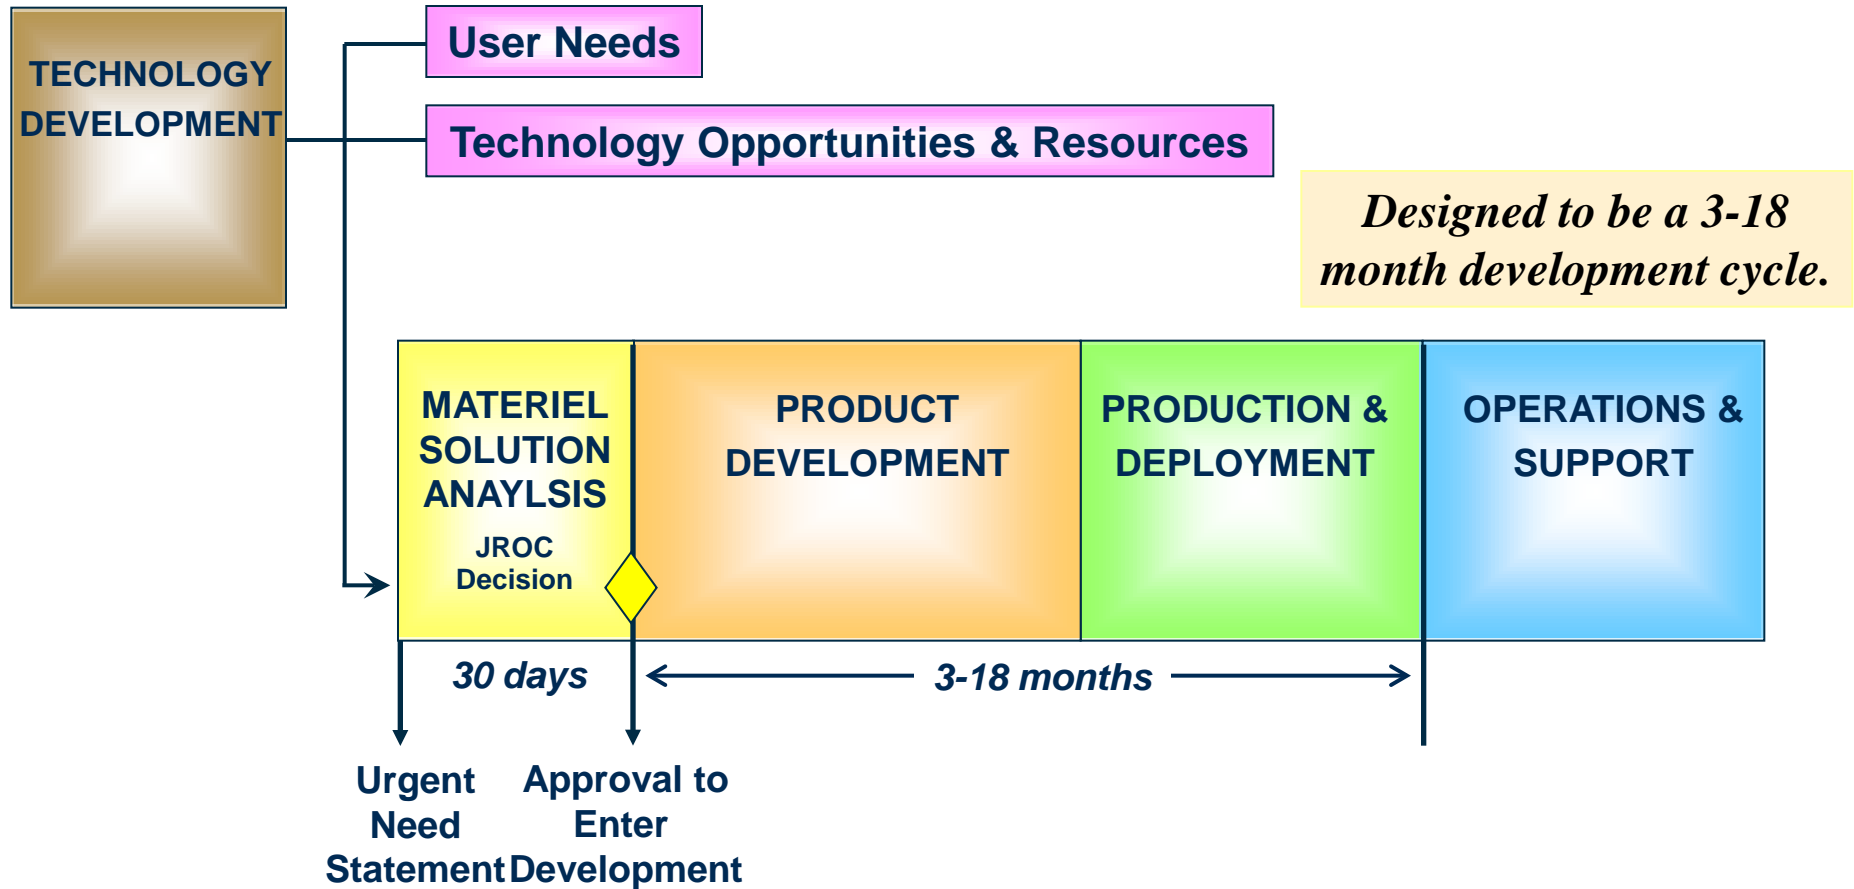 TECHNOLOGY
DEVELOPMENT
User Needs
Technology Opportunities & Resources
Designed to be a 3-18
month development cycle.
MATERIEL
SOLUTION
ANAYLSIS
JROC
Decision
PRODUCT
DEVELOPMENT
PRODUCTION &
DEPLOYMENT
OPERATIONS &
SUPPORT
30 days
3-18 months
Urgent
Need
Statement
Approval to
Enter
Development